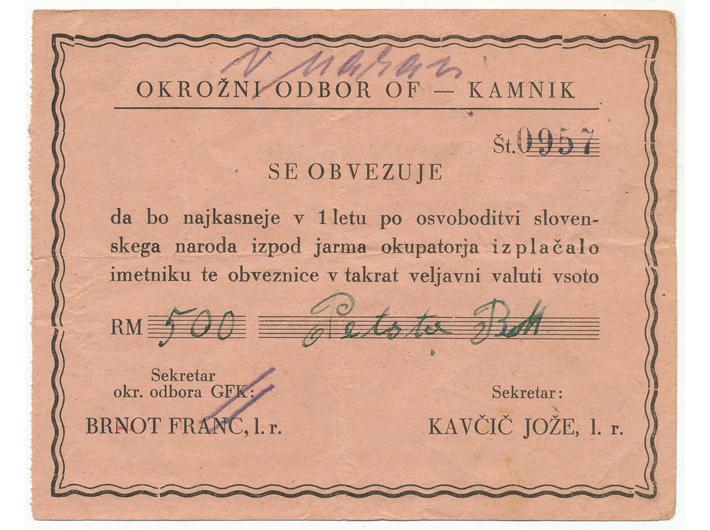 OKROŽNI ODBOR OF — KAMNIK
Št. 0957
SE OBVEZUJE
da bo najkasneje v 1 letu po osvoboditvi sloven-
skega naroda izpod jarma okupatorja izplačalo
imetniku te obveznice v takrat veljavni valuti vsoto
RM 500 Petsto RM
Sekretar
okr. odbora GFK:
BRNOT FRANC, l. r.
Sekretar:
KAVČIČ JOŽE, l. r.